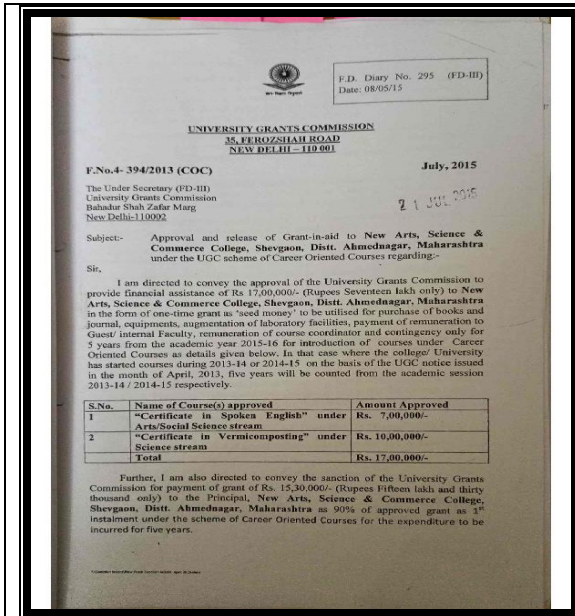 F.D. Diary No. 295 (FD-III)
Date: 08/05/15
UNIVERSITY GRANTS COMMISSION
35, FEROZSHAH ROAD
NEW DELHI – 110 001
F.No.4- 394/2013 (COC)
July, 2015
The Under Secretary (FD-III)
University Grants Commission
Bahadur Shah Zafar Marg
New Delhi-110002
21 JUL 2015
Subject:- Approval and release of Grant-in-aid to New Arts, Science &
Commerce College, Shevgaon, Distt. Ahmednagar, Maharashtra
under the UGC scheme of Career Oriented Courses regarding:-
Sir,
I am directed to convey the approval of the University Grants Commission to
provide financial assistance of Rs 17,00,000/- (Rupees Seventeen lakh only) to New
Arts, Science & Commerce College, Shevgaon, Distt. Ahmednagar, Maharashtra
in the form of one-time grant as 'seed money' to be utilised for purchase of books and
journal, equipments, augmentation of laboratory facilities, payment of remuneration to
Guest/ internal Faculty, remuneration of course coordinator and contingency only for
5 years from the academic year 2015-16 for introduction of courses under Career
Oriented Courses as details given below. In that case where the college/ University
has started courses during 2013-14 or 2014-15 on the basis of the UGC notice issued
in the month of April, 2013, five years will be counted from the academic session
2013-14 / 2014-15 respectively.
S.No. Name of Course(s) approved Amount Approved
1 "Certificate in Spoken English" under Rs. 7,00,000/-
Arts/Social Science stream
2 "Certificate in Vermicomposting" under Rs. 10,00,000/-
Science stream
Total Rs. 17,00,000/-
Further, I am also directed to convey the sanction of the University Grants
Commission for payment of grant of Rs. 15,30,000/- (Rupees Fifteen lakh and thirty
thousand only) to the Principal, New Arts, Science & Commerce College,
Shevgaon, Distt. Ahmednagar, Maharashtra as 90% of approved grant as 1st
instalment under the scheme of Career Oriented Courses for the expenditure to be
incurred for five years.